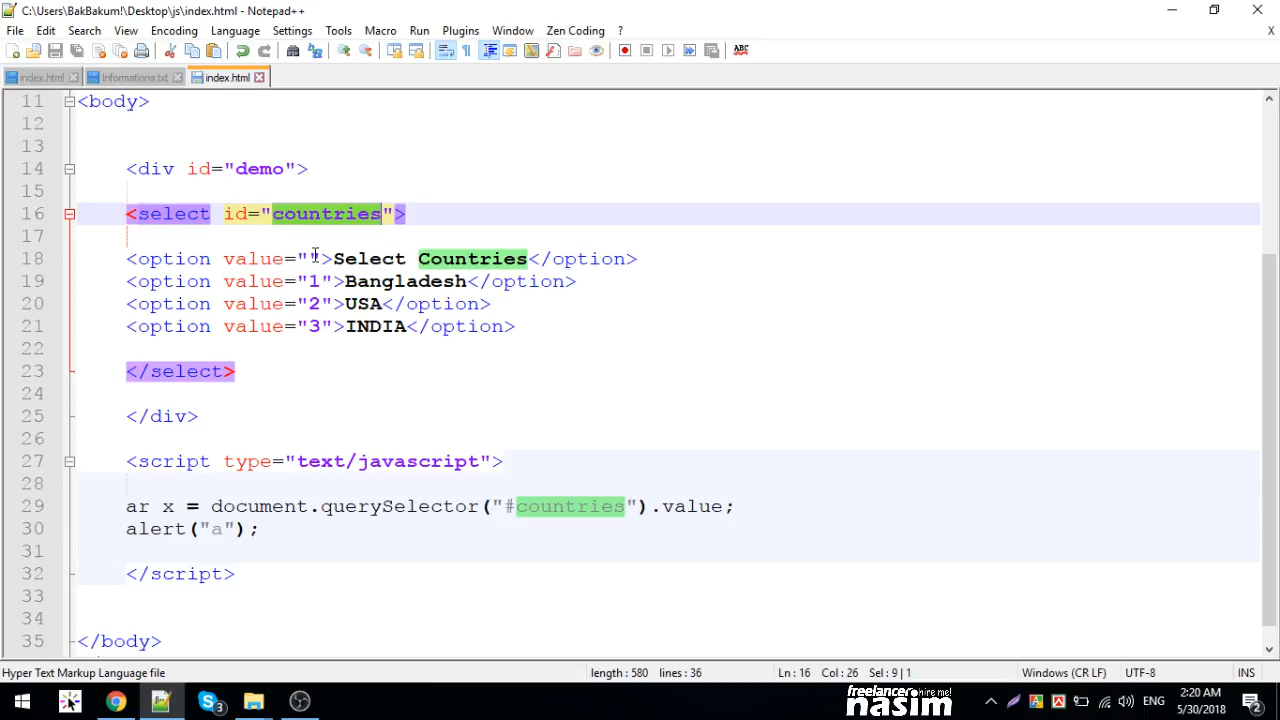 C:\Users\BakBakum!\Desktop\js\index.html - Notepad++
File Edit Search View Encoding Language Settings Tools Macro Run Plugins Window Zen Coding ? X
index.html Informations.txt index.html
11 <body>
12
13
14 <div id="demo">
15
16 <select id="countries">
17
18 <option value="">Select Countries</option>
19 <option value="1">Bangladesh</option>
20 <option value="2">USA</option>
21 <option value="3">INDIA</option>
22
23 </select>
24
25 </div>
26
27 <script type="text/javascript">
28
29 ar x = document.querySelector("#countries").value;
30 alert("a");
31
32 </script>
33
34
35 </body>
Hyper Text Markup Language file length : 580 lines : 36 Ln : 16 Col : 26 Sel : 9 | 1 Windows (CR LF) UTF-8 INS
freelancer hire me!
nasim
3 ENG 2:20 AM
5/30/2018 2